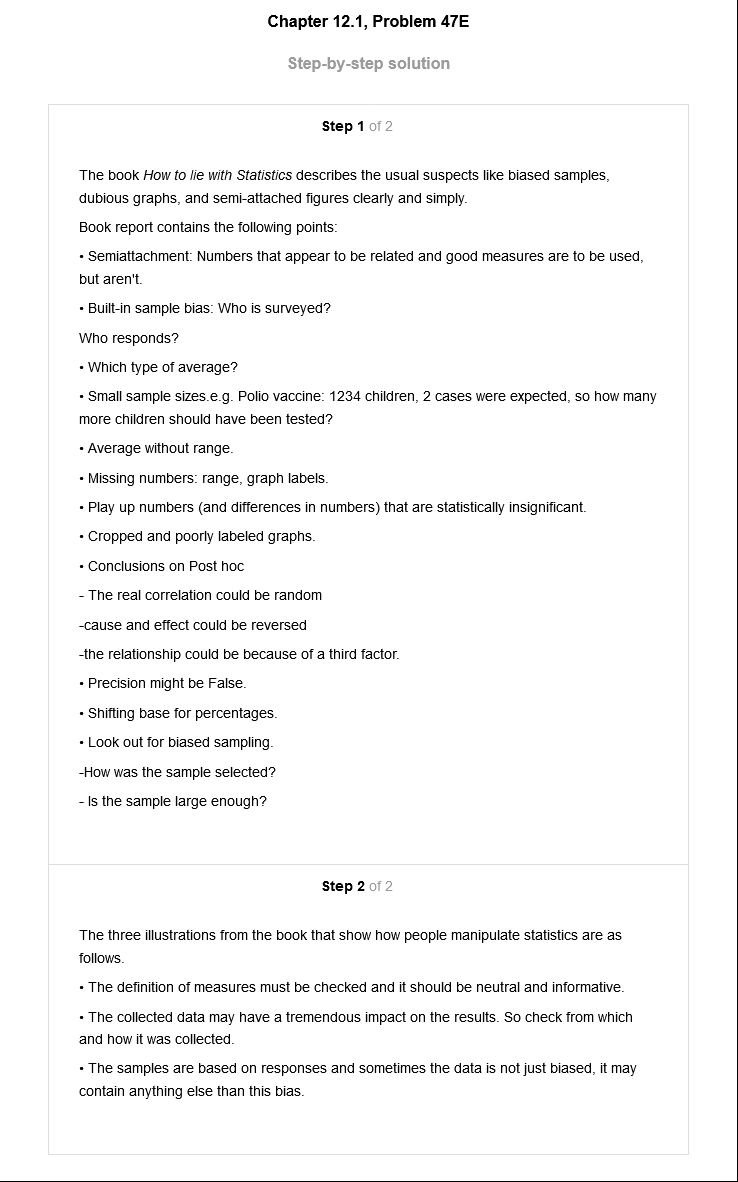 Chapter 12.1, Problem 47E
Step-by-step solution
Step 1 of 2
The book How to lie with Statistics describes the usual suspects like biased samples,
dubious graphs, and semi-attached figures clearly and simply.
Book report contains the following points:
• Semiattachment: Numbers that appear to be related and good measures are to be used,
but aren't.
• Built-in sample bias: Who is surveyed?
Who responds?
• Which type of average?
• Small sample sizes.e.g. Polio vaccine: 1234 children, 2 cases were expected, so how many
more children should have been tested?
• Average without range.
• Missing numbers: range, graph labels.
• Play up numbers (and differences in numbers) that are statistically insignificant.
• Cropped and poorly labeled graphs.
• Conclusions on Post hoc
- The real correlation could be random
-cause and effect could be reversed
-the relationship could be because of a third factor.
• Precision might be False.
• Shifting base for percentages.
• Look out for biased sampling.
-How was the sample selected?
- Is the sample large enough?
Step 2 of 2
The three illustrations from the book that show how people manipulate statistics are as
follows.
• The definition of measures must be checked and it should be neutral and informative.
• The collected data may have a tremendous impact on the results. So check from which
and how it was collected.
• The samples are based on responses and sometimes the data is not just biased, it may
contain anything else than this bias.